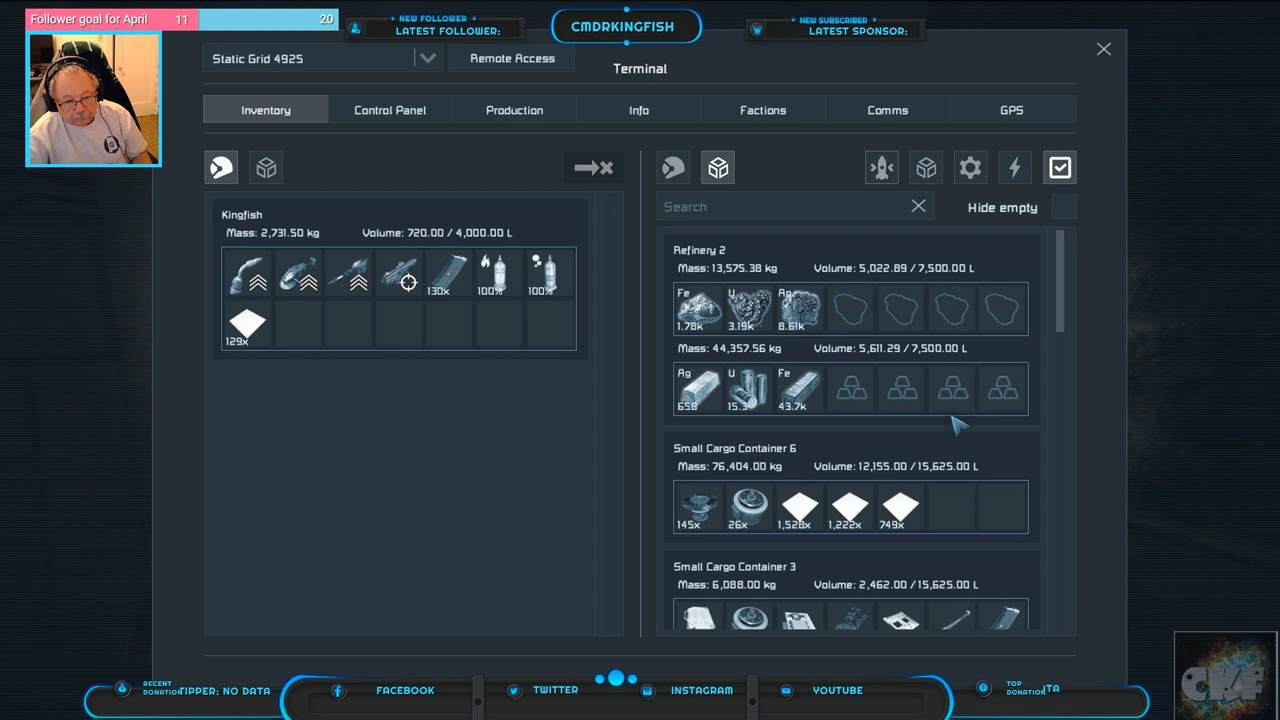 Follower goal for April 11 20
NEW FOLLOWER
LATEST FOLLOWER:
CMDRKINGFISH
NEW SUBSCRIBER
LATEST SPONSOR:
Static Grid 4925
Remote Access
Terminal
Inventory
Control Panel
Production
Info
Factions
Comms
GPS
Search
Hide empty
Kingfish
Mass: 2,731.50 kg Volume: 720.00 / 4,000.00 L
130x 100% 100%
129x
Refinery 2
Mass: 13,575.38 kg Volume: 5,022.89 / 7,500.00 L
Fe U Ag
1.78k 3.19k 8.61k
Mass: 44,357.56 kg Volume: 5,611.29 / 7,500.00 L
Ag U Fe
658 15.3 43.7k
Small Cargo Container 6
Mass: 76,404.00 kg Volume: 12,155.00 / 15,625.00 L
145x 26x 1,528x 1,222x 749x
Small Cargo Container 3
Mass: 6,088.00 kg Volume: 2,462.00 / 15,625.00 L
RECENT
DONATION
TIPPER: NO DATA
FACEBOOK
TWITTER
INSTAGRAM
YOUTUBE
TOP
DONATION
CKF